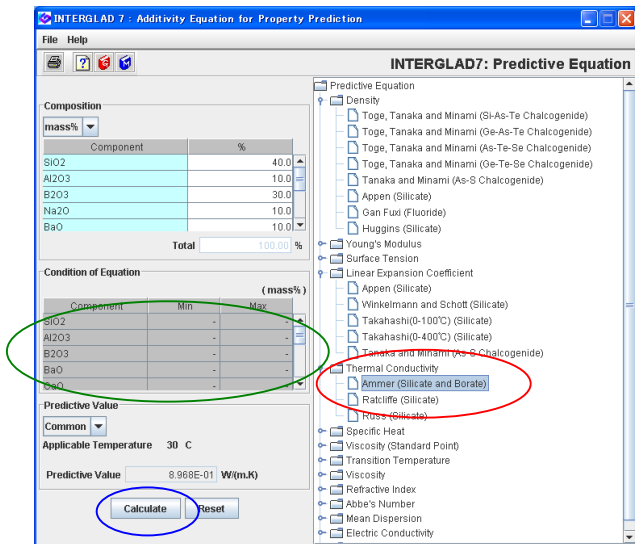 INTERGLAD 7 : Additivity Equation for Property Prediction
File Help
INTERGLAD7: Predictive Equation
Composition
mass%
Component %
SiO2 40.0
Al2O3 10.0
B2O3 30.0
Na2O 10.0
BaO 10.0
Total 100.00 %
Condition of Equation
( mass% )
Component Min Max
SiO2 - -
Al2O3 - -
B2O3 - -
BaO - -
CaO - -
Predictive Value
Common
Applicable Temperature 30 C
Predictive Value 8.968E-01 W/(m.K)
Calculate Reset
Predictive Equation
Density
Toge, Tanaka and Minami (Si-As-Te Chalcogenide)
Toge, Tanaka and Minami (Ge-As-Te Chalcogenide)
Toge, Tanaka and Minami (As-Te-Se Chalcogenide)
Toge, Tanaka and Minami (Ge-Te-Se Chalcogenide)
Tanaka and Minami (As-S Chalcogenide)
Appen (Silicate)
Gan Fuxi (Fluoride)
Huggins (Silicate)
Young's Modulus
Surface Tension
Linear Expansion Coefficient
Appen (Silicate)
Winkelmann and Schott (Silicate)
Takahashi(0-100℃) (Silicate)
Takahashi(0-400℃) (Silicate)
Tanaka and Minami (As-S Chalcogenide)
Thermal Conductivity
Ammer (Silicate and Borate)
Ratcliffe (Silicate)
Russ (Silicate)
Specific Heat
Viscosity (Standard Point)
Transition Temperature
Viscosity
Refractive Index
Abbe's Number
Mean Dispersion
Electric Conductivity